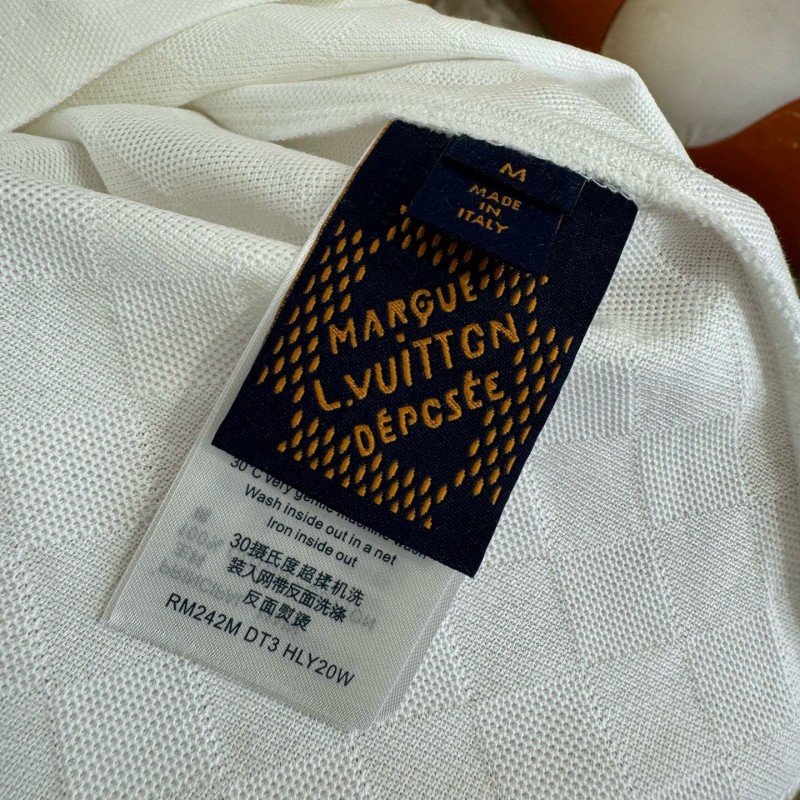 M
MADE
IN
ITALY
MARQUE
L.VUITTON
DÉPOSÉE
30°C very gentle machine wash
Wash inside out in a net
Iron inside out
30摄氏度超揉机洗
装入网带反面洗涤
反面熨烫
RM242M DT3 HLY20W